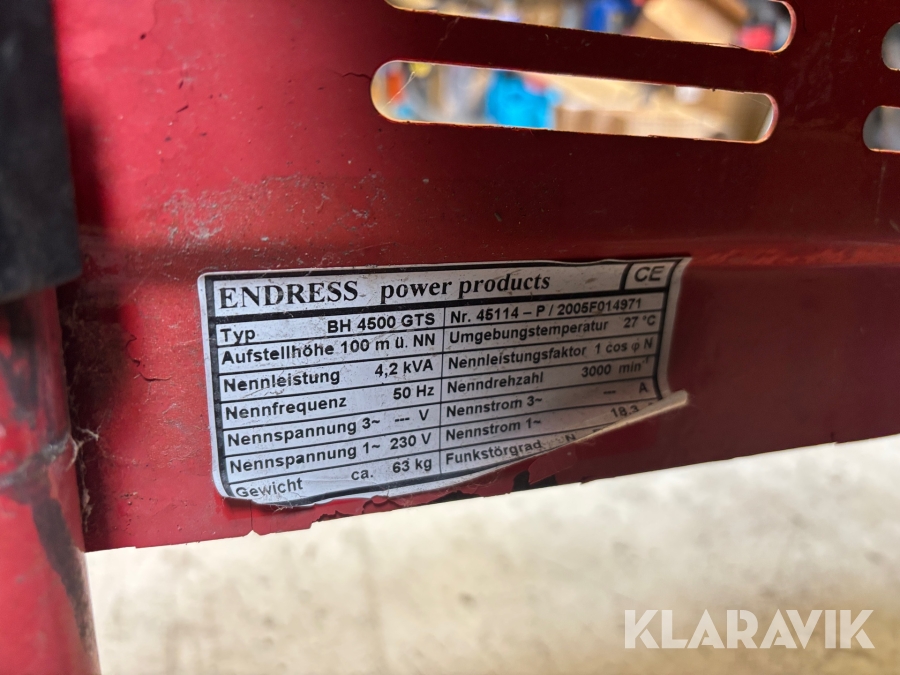 ENDRESS power products CE
Typ BH 4500 GTS Nr. 45114 – P / 2005F014971
Aufstellhöhe 100 m ü. NN Umgebungstemperatur 27 °C
Nennleistung 4,2 kVA Nennleistungsfaktor 1 cos φ N
Nennfrequenz 50 Hz Nenndrehzahl 3000 min⁻¹
Nennspannung 3~ --- V Nennstrom 3~ --- A
Nennspannung 1~ 230 V Nennstrom 1~ 18,3
Gewicht ca. 63 kg Funkstörgrad N
KLARAVIK